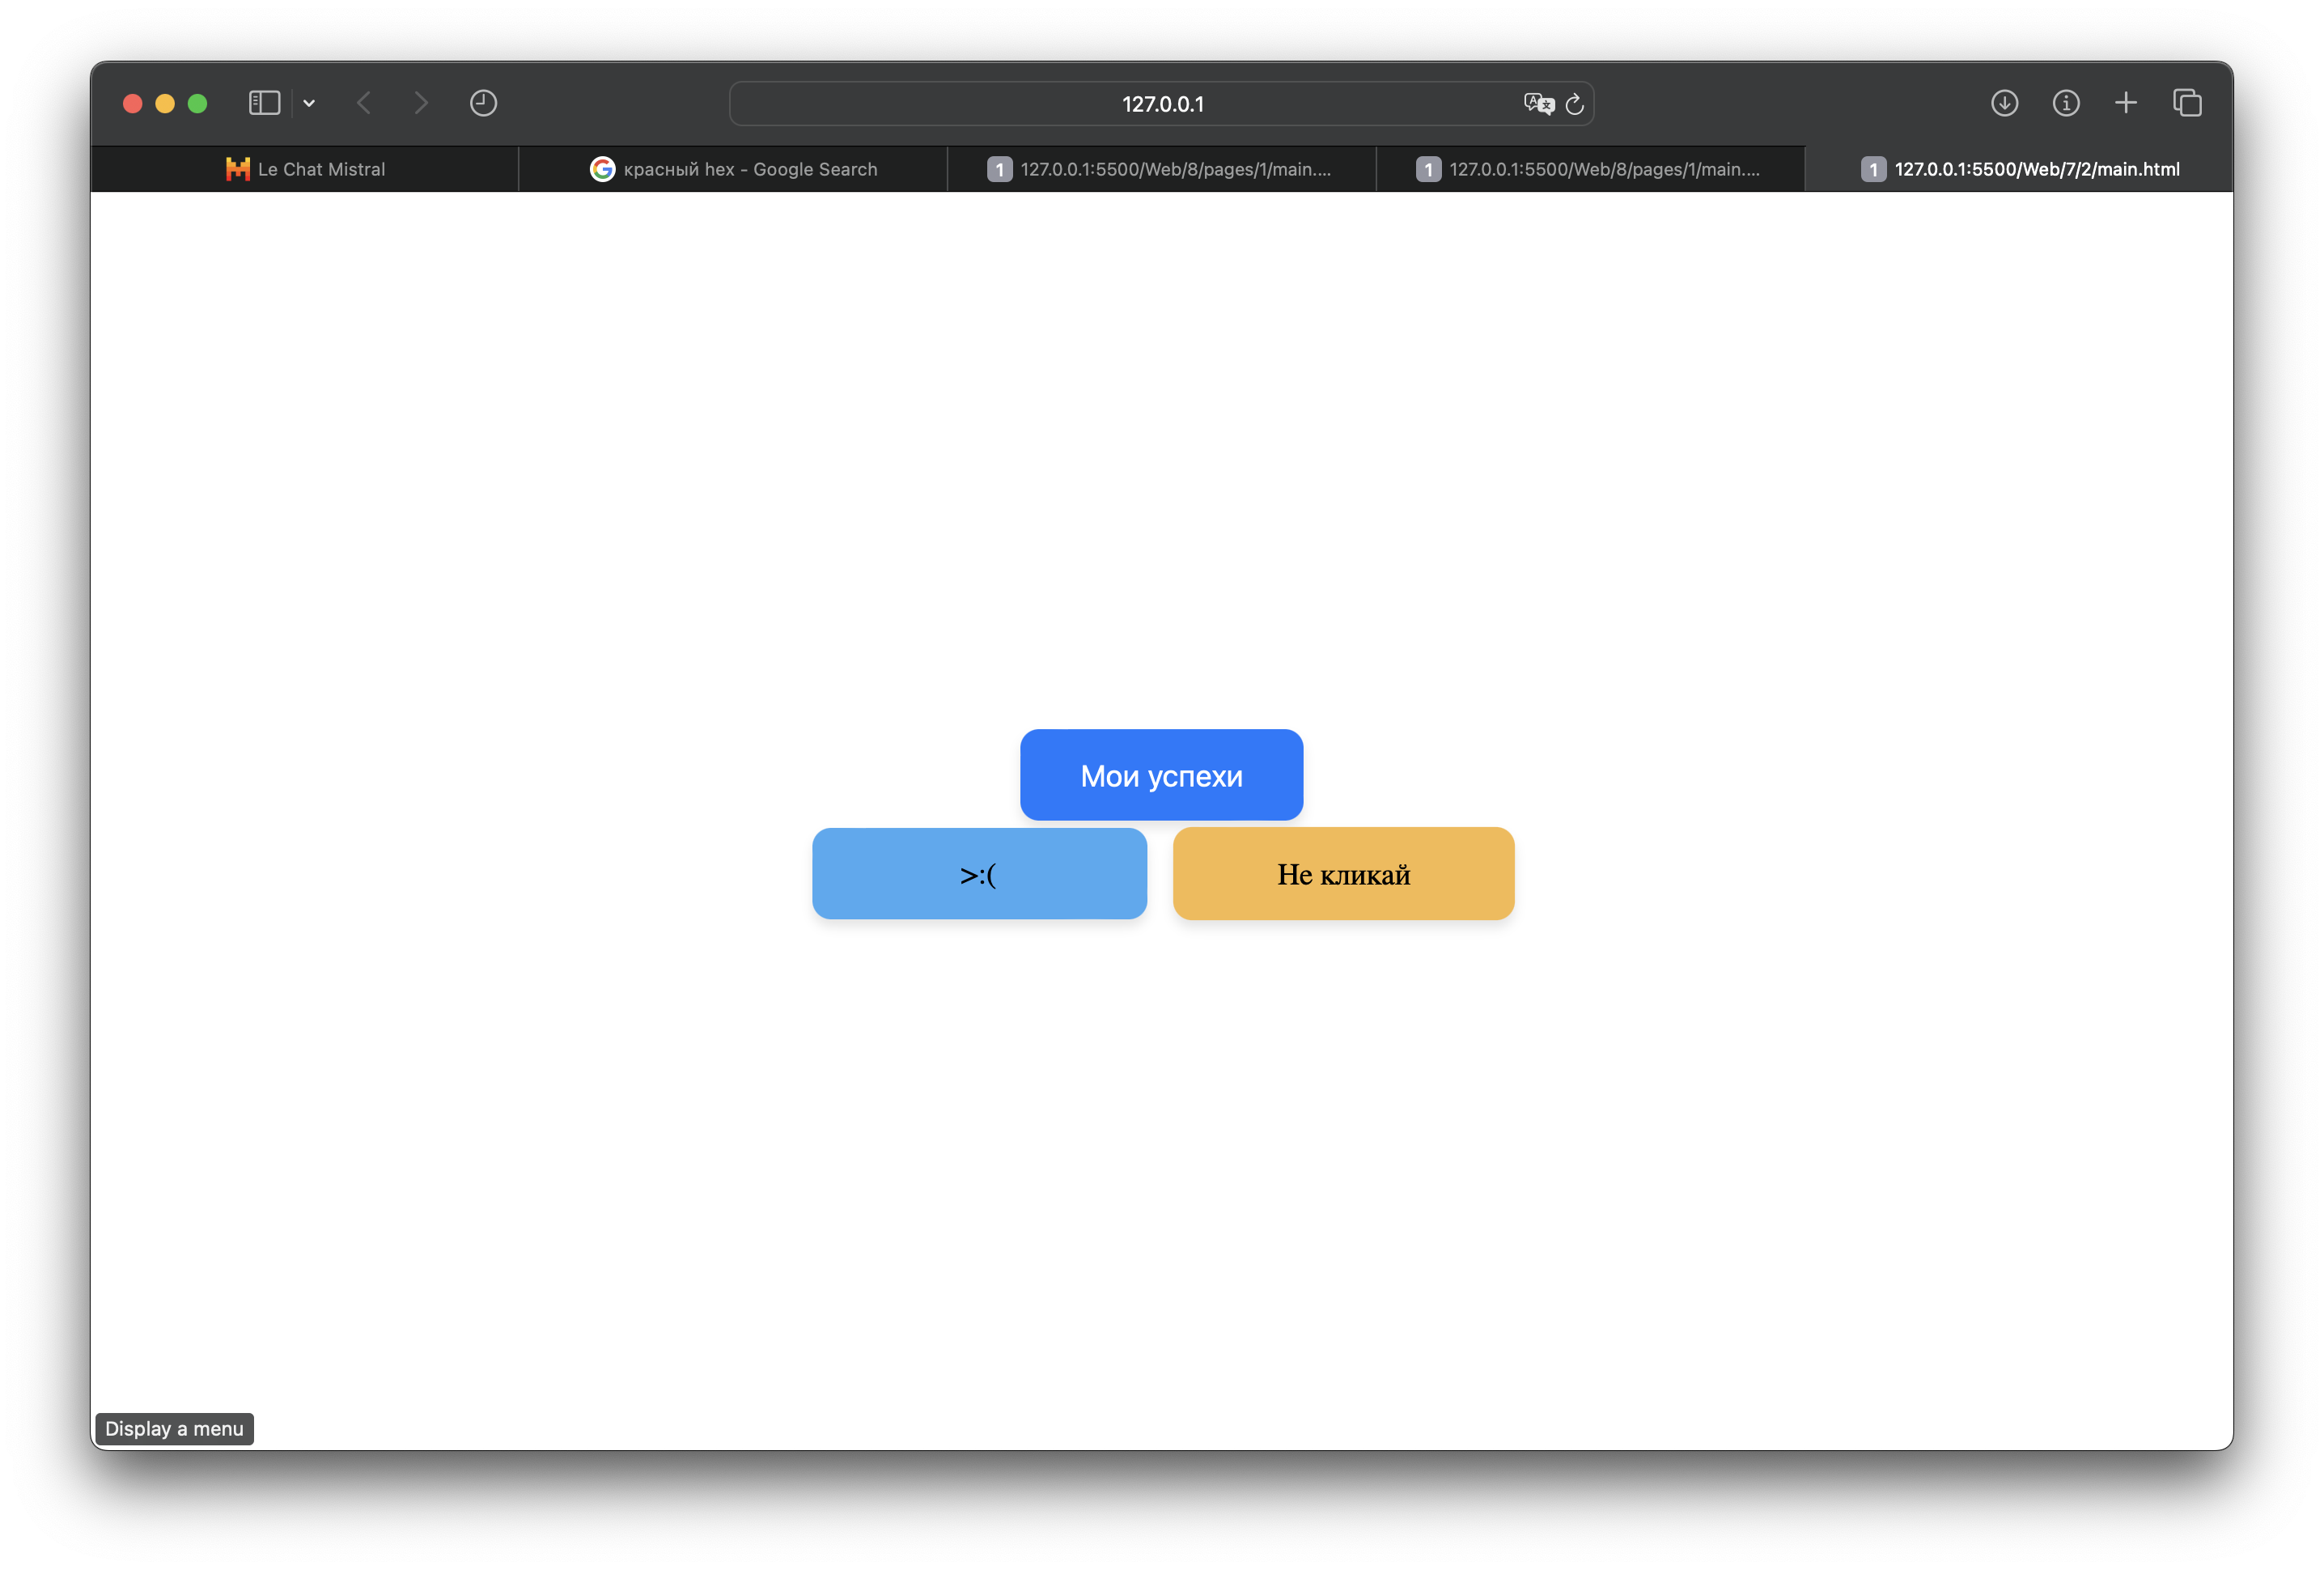 127.0.0.1
Le Chat Mistral
красный hex - Google Search
1 127.0.0.1:5500/Web/8/pages/1/main....
1 127.0.0.1:5500/Web/8/pages/1/main....
1 127.0.0.1:5500/Web/7/2/main.html
Мои успехи
>:(
Не кликай
Display a menu